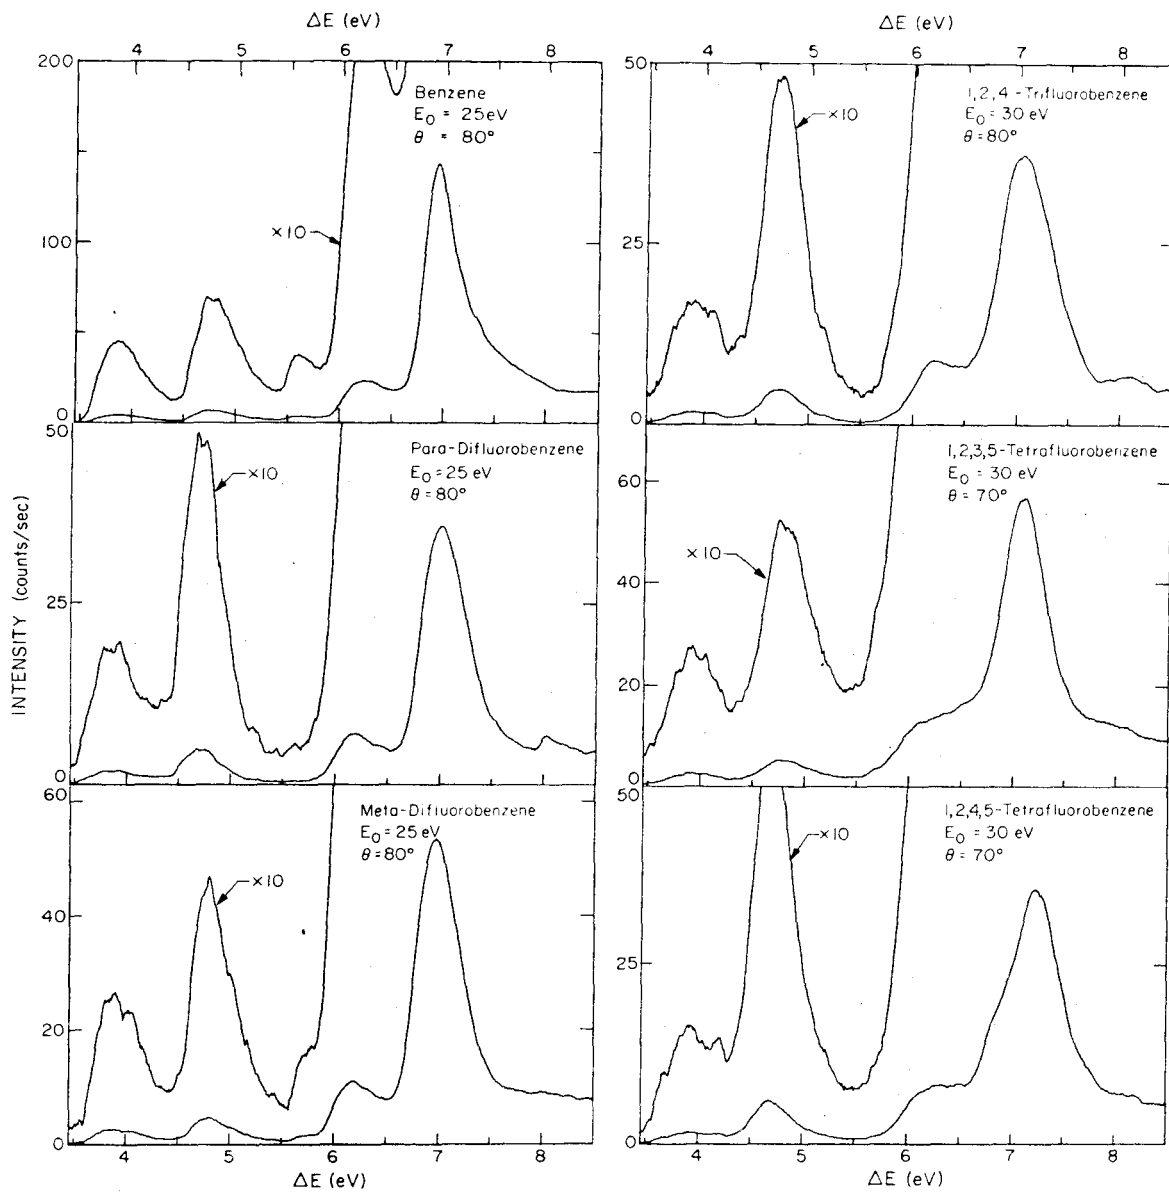 ΔE (eV)
4 5 6 7 8
200
100
0
Benzene
E₀ = 25eV
θ = 80°
×10
50
25
0
Para-Difluorobenzene
E₀ = 25 eV
θ = 80°
×10
60
40
20
0
Meta-Difluorobenzene
E₀ = 25 eV
θ = 80°
×10
4 5 6 7 8
ΔE (eV)
INTENSITY (counts/sec)
ΔE (eV)
4 5 6 7 8
50
25
0
1,2,4-Trifluorobenzene
E₀ = 30 eV
θ = 80°
×10
60
40
20
0
1,2,3,5-Tetrafluorobenzene
E₀ = 30 eV
θ = 70°
×10
50
25
0
1,2,4,5-Tetrafluorobenzene
E₀ = 30 eV
θ = 70°
×10
4 5 6 7 8
ΔE (eV)